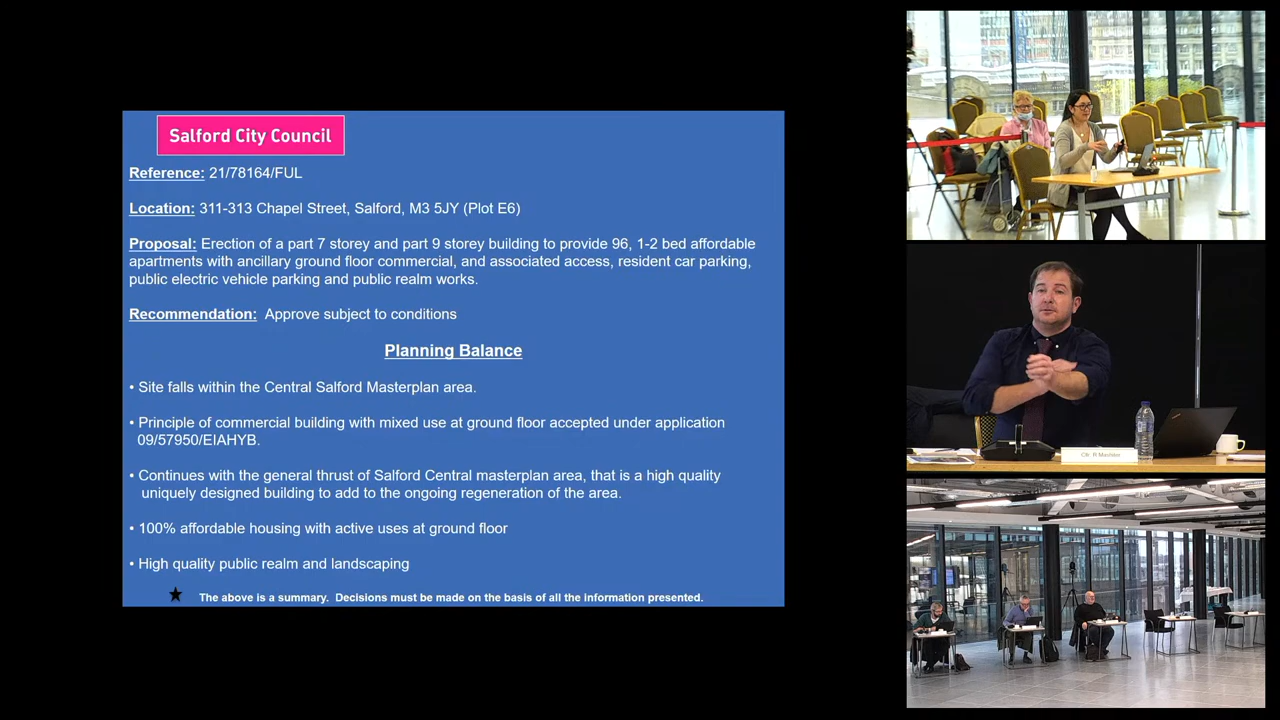 Salford City Council
Reference: 21/78164/FUL
Location: 311-313 Chapel Street, Salford, M3 5JY (Plot E6)
Proposal: Erection of a part 7 storey and part 9 storey building to provide 96, 1-2 bed affordable
apartments with ancillary ground floor commercial, and associated access, resident car parking,
public electric vehicle parking and public realm works.
Recommendation: Approve subject to conditions
Planning Balance
• Site falls within the Central Salford Masterplan area.
• Principle of commercial building with mixed use at ground floor accepted under application
09/57950/EIAHYB.
• Continues with the general thrust of Salford Central masterplan area, that is a high quality
uniquely designed building to add to the ongoing regeneration of the area.
• 100% affordable housing with active uses at ground floor
• High quality public realm and landscaping
★ The above is a summary. Decisions must be made on the basis of all the information presented.
Cllr. R